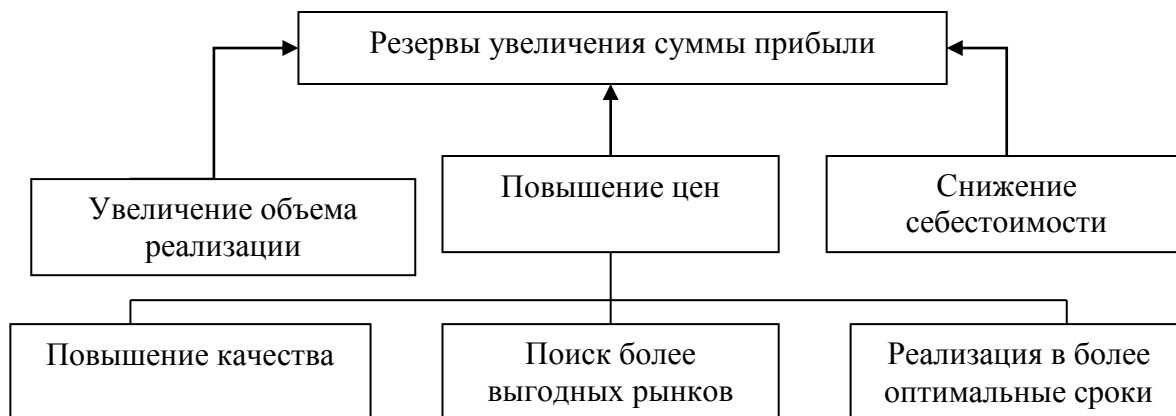 Резервы увеличения суммы прибыли
Увеличение объема
реализации
Повышение цен
Снижение
себестоимости
Повышение качества
Поиск более
выгодных рынков
Реализация в более
оптимальные сроки